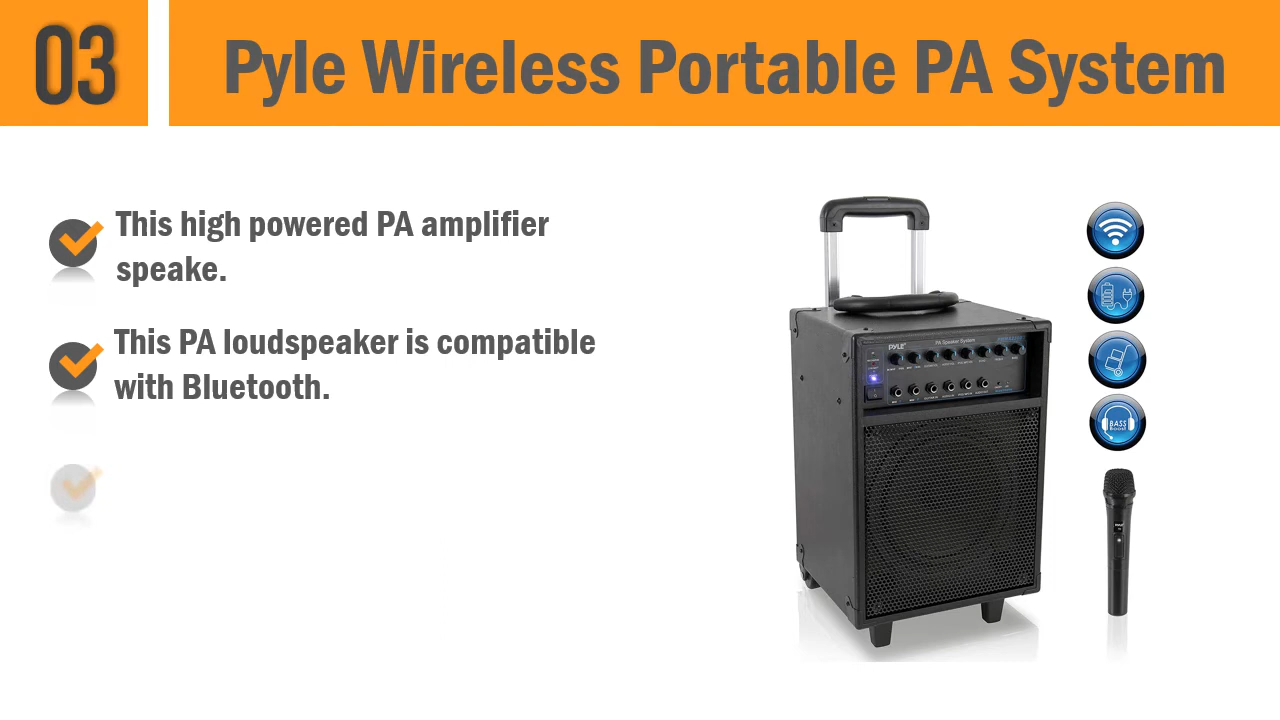 03
Pyle Wireless Portable PA System
This high powered PA amplifier
speake.
This PA loudspeaker is compatible
with Bluetooth.
PYLE
PA Speaker System
BASS
BOOST